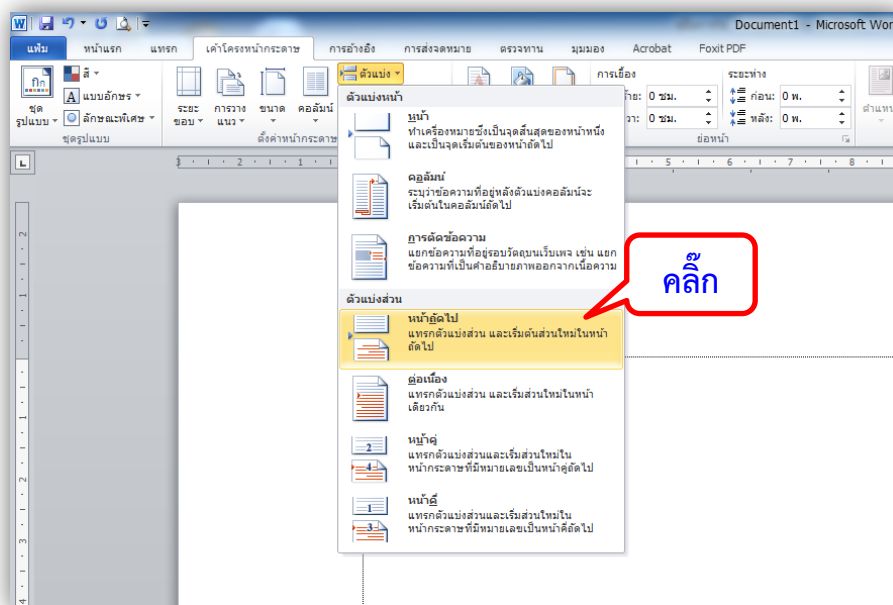 Document1 - Microsoft Wor
แฟ้ม หน้าแรก แทรก เค้าโครงหน้ากระดาษ การอ้างอิง การส่งจดหมาย ตรวจทาน มุมมอง Acrobat Foxit PDF
ชุดรูปแบบ
สี
แบบอักษร
ลักษณะพิเศษ
ชุดรูปแบบ
ระยะขอบ
การวางแนว
ขนาด
คอลัมน์
ตั้งค่าหน้ากระดาษ
ตัวแบ่ง
การเยื้อง
0 ซม.
0 ซม.
ระยะห่าง
ก่อน: 0 พ.
หลัง: 0 พ.
ย่อหน้า
ตำแหน
ตัวแบ่งหน้า
หน้า
ทำเครื่องหมายซึ่งเป็นจุดสิ้นสุดของหน้าหนึ่ง
และเป็นจุดเริ่มต้นของหน้าถัดไป
คอลัมน์
ระบุว่าข้อความที่อยู่หลังตัวแบ่งคอลัมน์จะ
เริ่มต้นในคอลัมน์ถัดไป
การตัดข้อความ
แยกข้อความที่อยู่รอบวัตถุบนเว็บเพจ เช่น แยก
ข้อความที่เป็นคำอธิบายภาพออกจากเนื้อความ
ตัวแบ่งส่วน
หน้าถัดไป
แทรกตัวแบ่งส่วน และเริ่มต้นส่วนใหม่ในหน้า
ถัดไป
คลิ๊ก
ต่อเนื่อง
แทรกตัวแบ่งส่วน และเริ่มส่วนใหม่ในหน้า
เดียวกัน
หน้าคู่
แทรกตัวแบ่งส่วนและเริ่มส่วนใหม่ใน
หน้ากระดาษที่มีหมายเลขเป็นหน้าคู่ถัดไป
หน้าคี่
แทรกตัวแบ่งส่วนและเริ่มส่วนใหม่ใน
หน้ากระดาษที่มีหมายเลขเป็นหน้าคี่ถัดไป